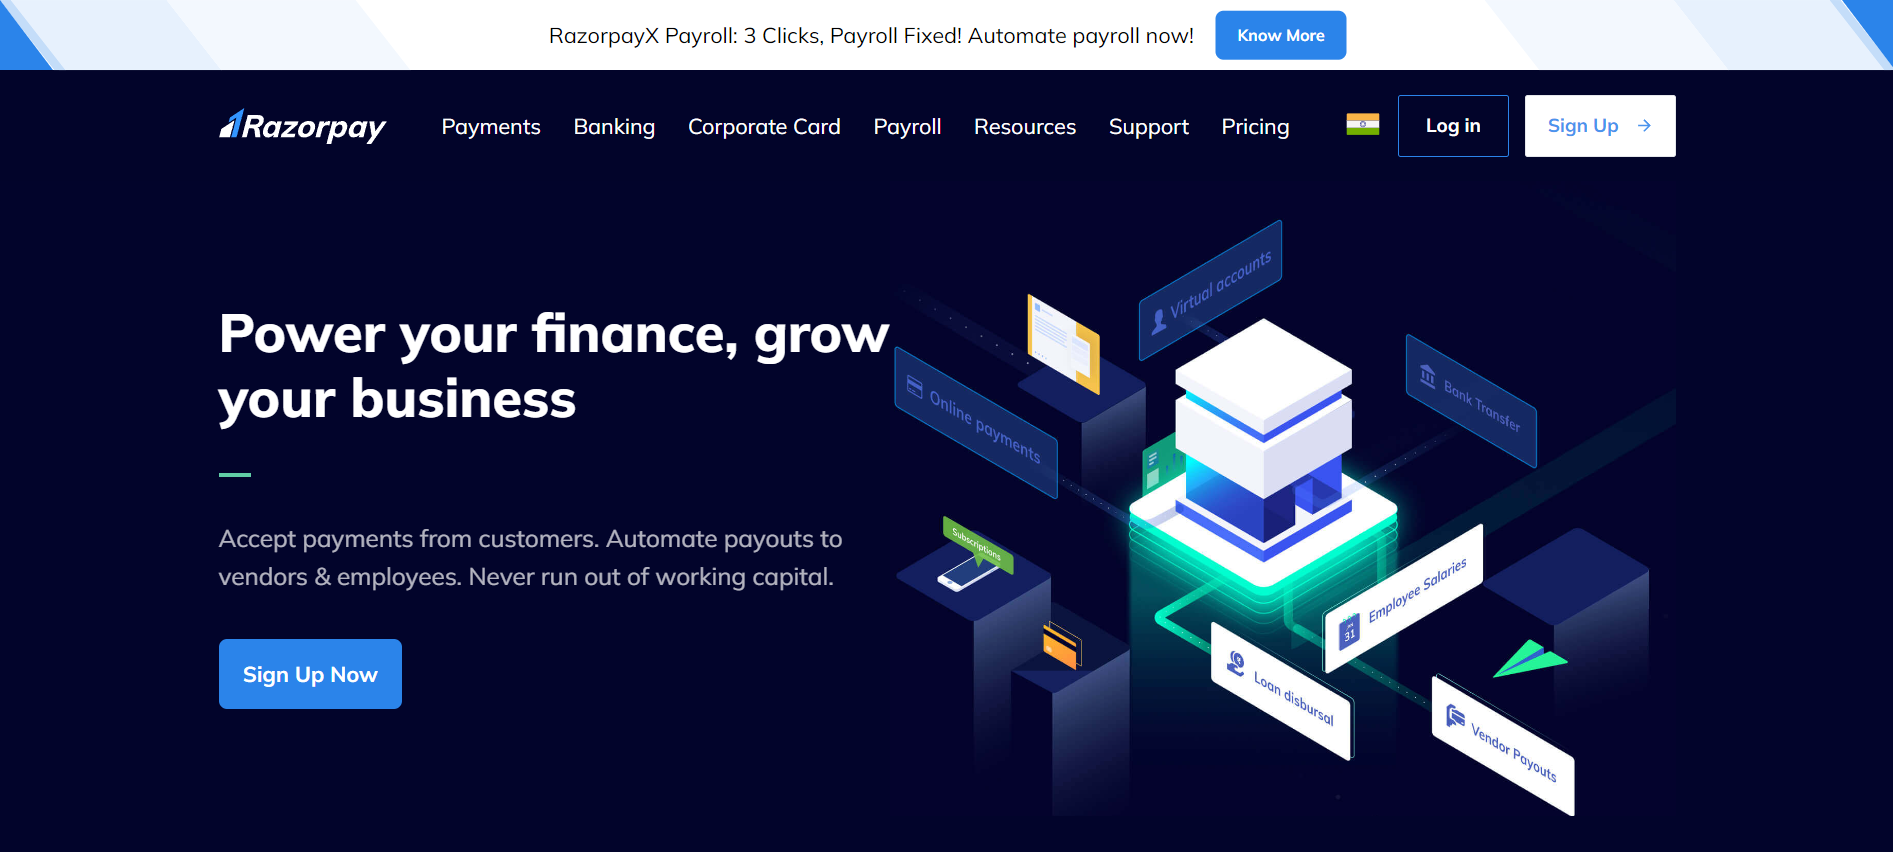 RazorpayX Payroll: 3 Clicks, Payroll Fixed! Automate payroll now!
Know More
Razorpay
Payments
Banking
Corporate Card
Payroll
Resources
Support
Pricing
Log in
Sign Up
Power your finance, grow
your business
Accept payments from customers. Automate payouts to
vendors & employees. Never run out of working capital.
Sign Up Now
Virtual accounts
Online payments
Bank Transfer
Subscriptions
31
Employee Salaries
Loan disbursal
Vendor Payouts